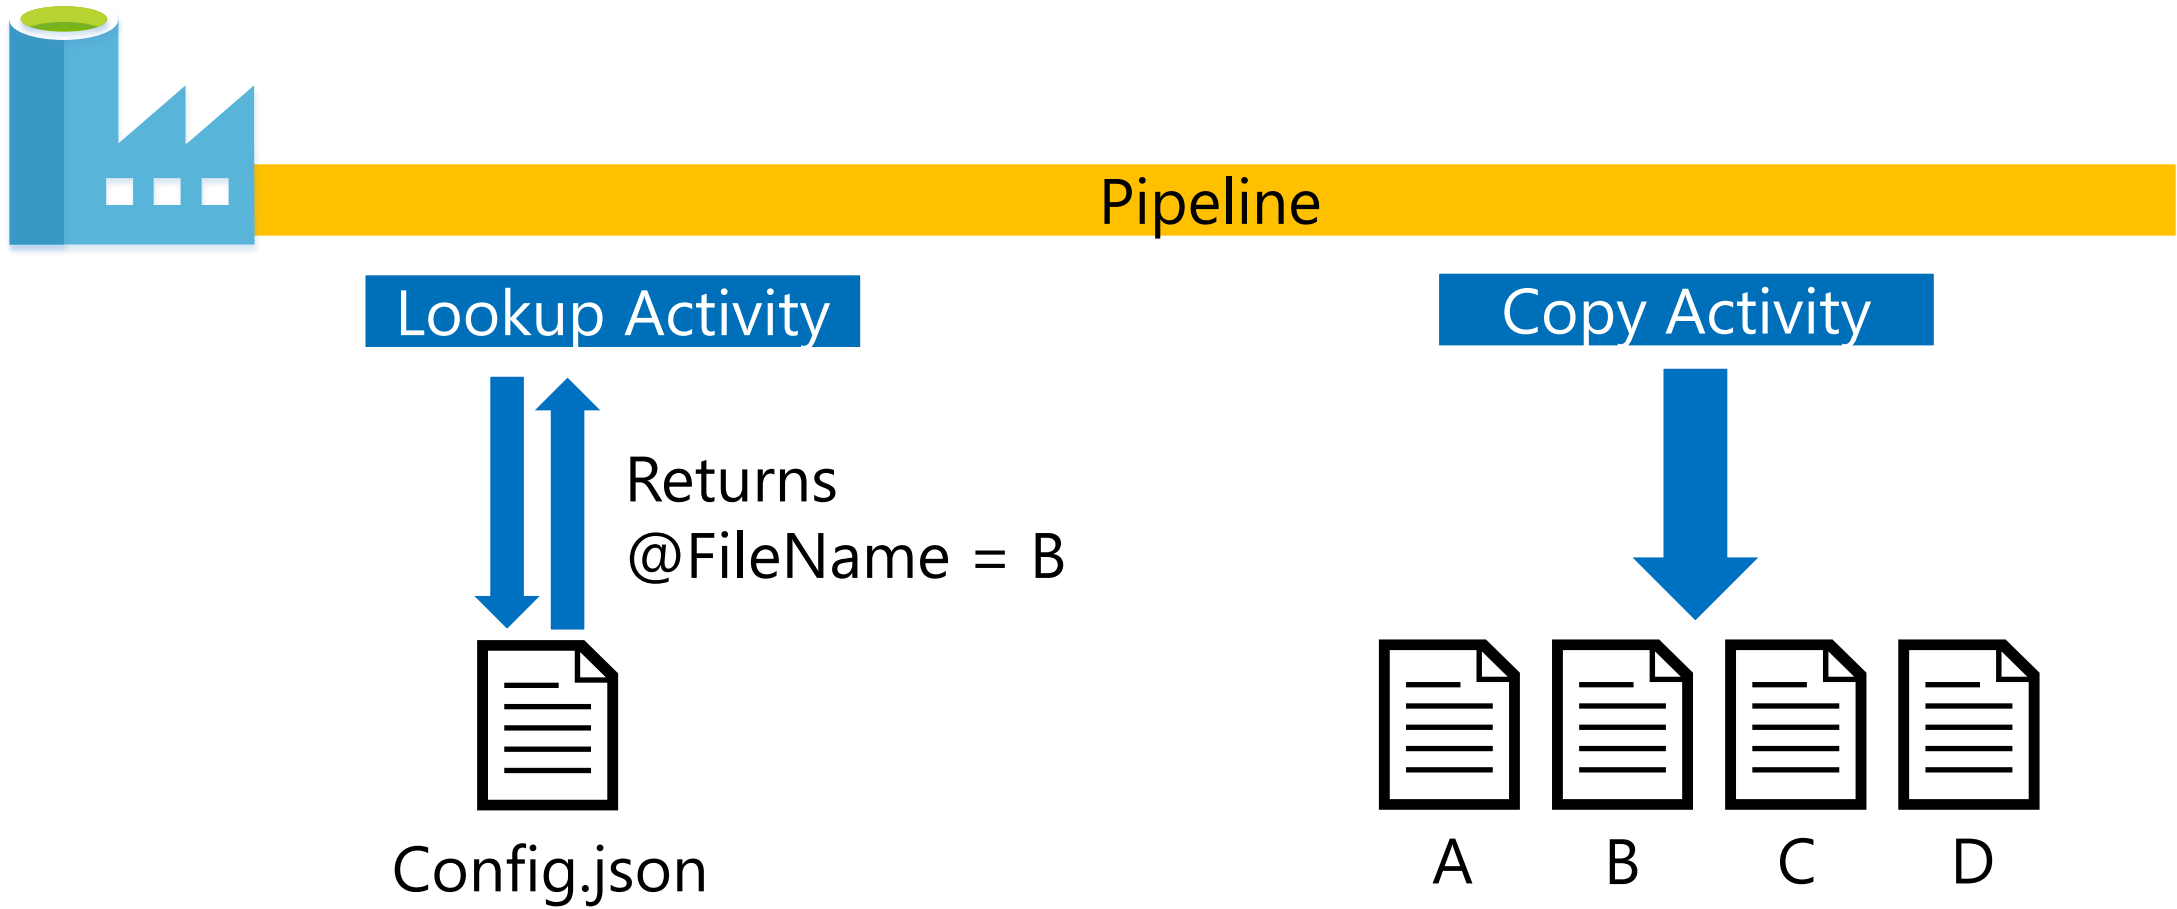 Pipeline
Lookup Activity
Copy Activity
Returns
@FileName = B
Config.json
A
B
C
D